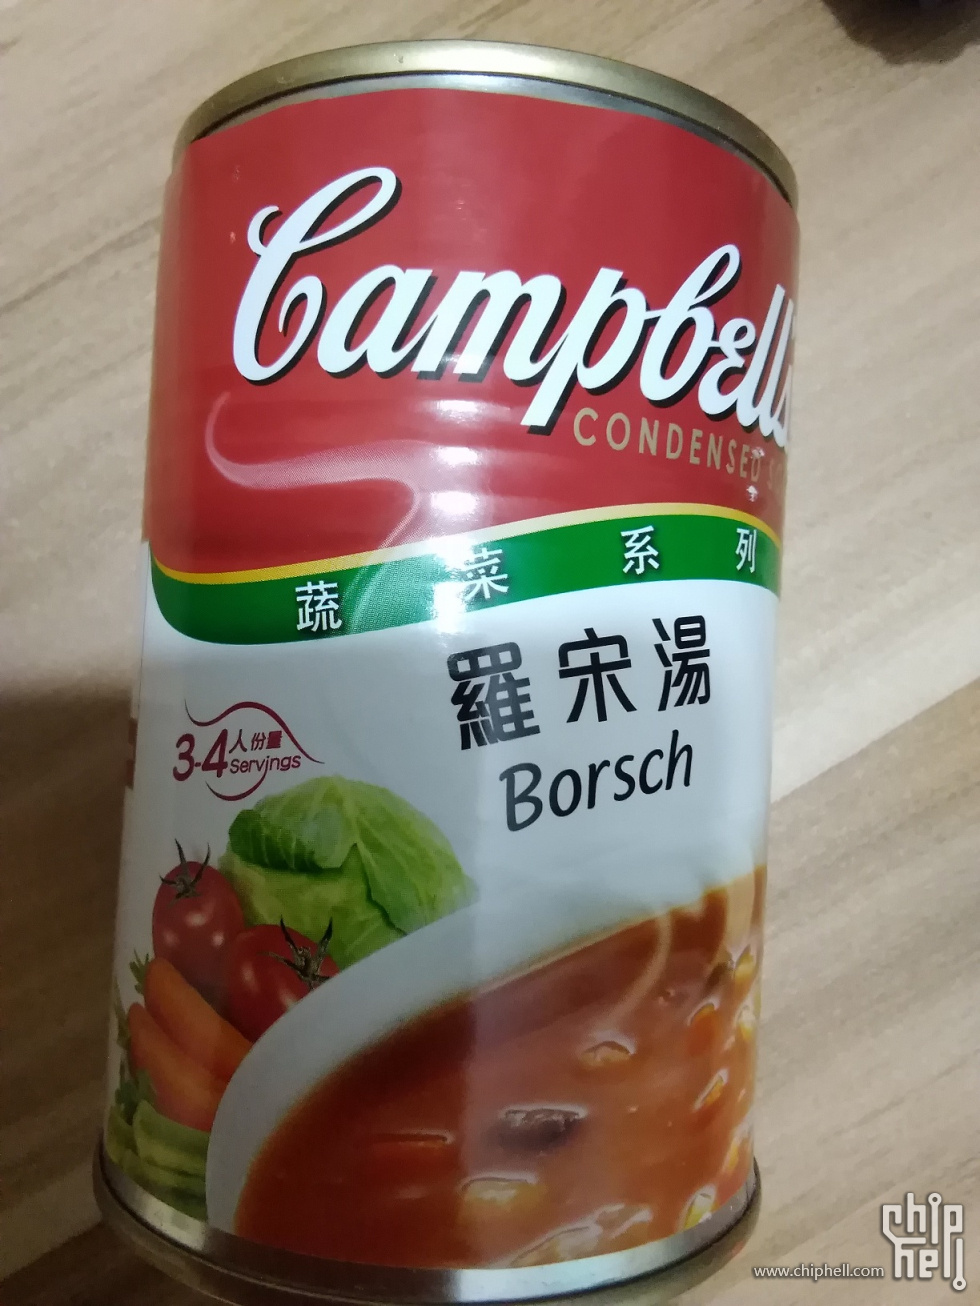 Campbell's
CONDENSED
蔬菜系列
羅宋湯
Borsch
3-4人份量
Servings
chip
hell
www.chiphell.com